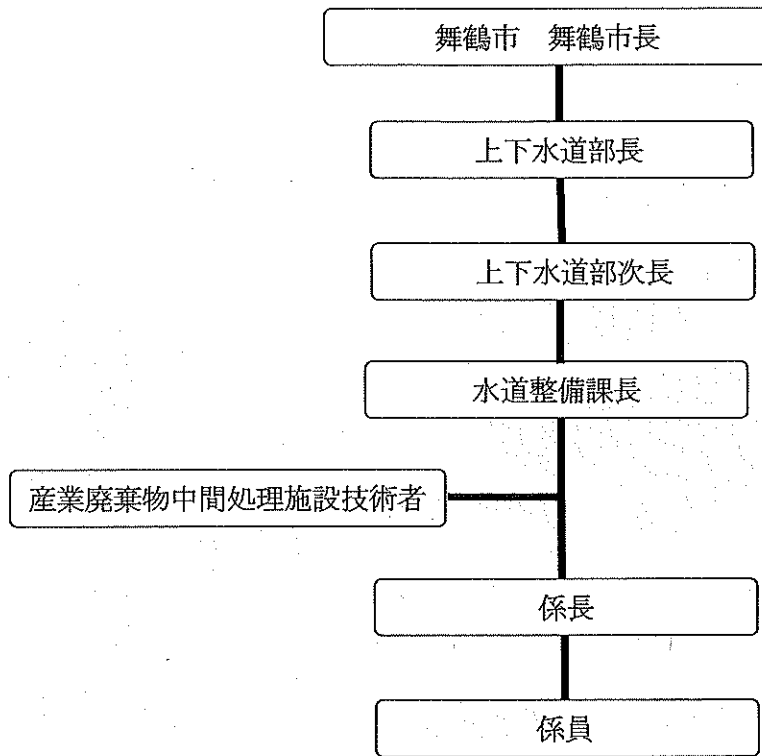 舞鶴市　舞鶴市長
上下水道部長
上下水道部次長
水道整備課長
産業廃棄物中間処理施設技術者
係長
係員